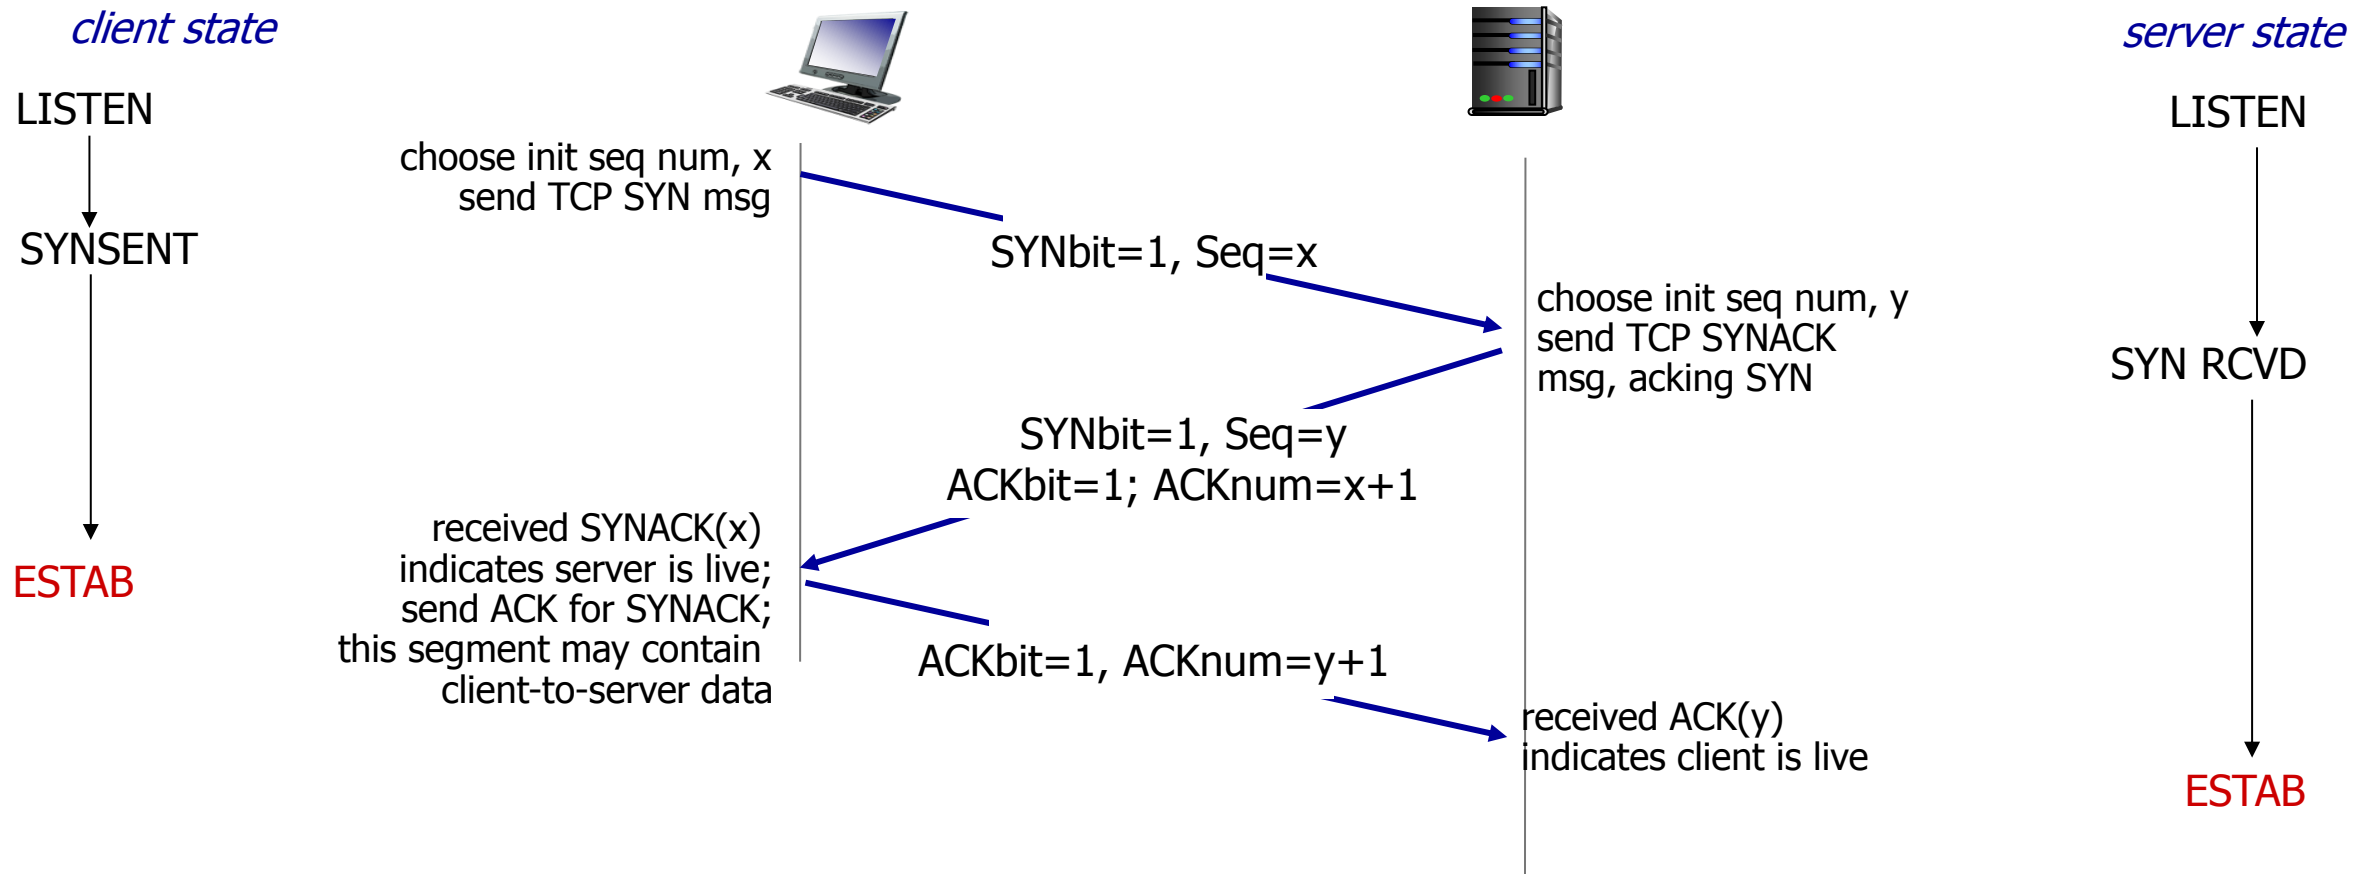 client state
server state
LISTEN
LISTEN
choose init seq num, x
send TCP SYN msg
SYNSENT
SYNbit=1, Seq=x
choose init seq num, y
send TCP SYNACK
msg, acking SYN
SYN RCVD
SYNbit=1, Seq=y
ACKbit=1; ACKnum=x+1
received SYNACK(x)
indicates server is live;
send ACK for SYNACK;
this segment may contain
client-to-server data
ESTAB
ACKbit=1, ACKnum=y+1
received ACK(y)
indicates client is live
ESTAB